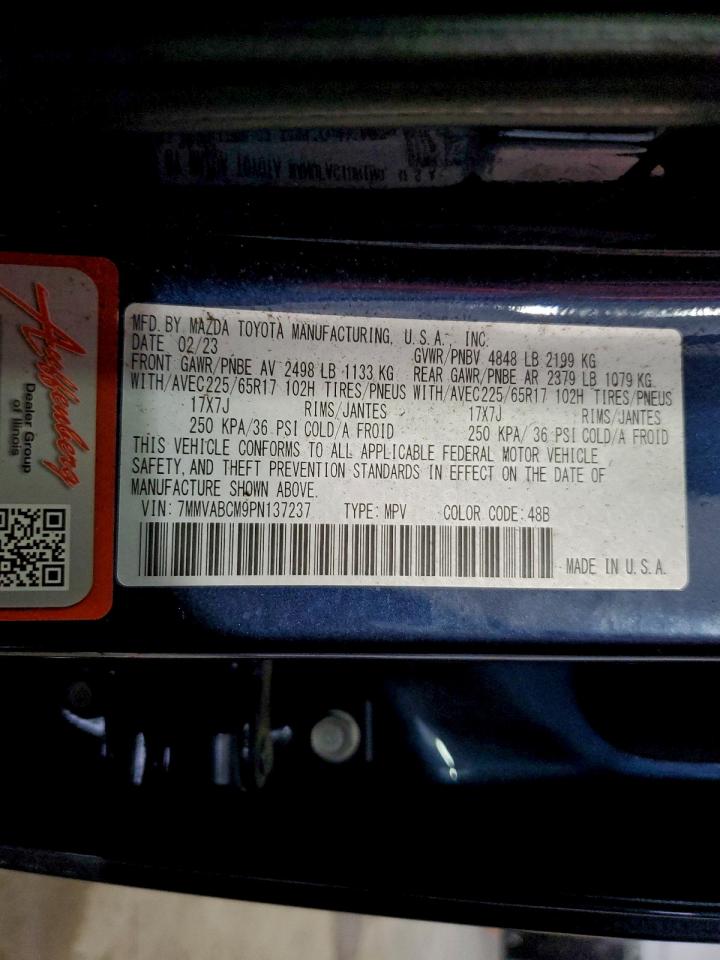 MFD. BY MAZDA TOYOTA MANUFACTURING, U.S.A., INC.
DATE 02/23 GVWR/PNBV 4848 LB 2199 KG
FRONT GAWR/PNBE AV 2498 LB 1133 KG REAR GAWR/PNBE AR 2379 LB 1079 KG
WITH/AVEC225/65R17 102H TIRES/PNEUS WITH/AVEC225/65R17 102H TIRES/PNEUS
17X7J RIMS/JANTES 17X7J RIMS/JANTES
250 KPA/36 PSI COLD/A FROID 250 KPA/ 36 PSI COLD/A FROID
THIS VEHICLE CONFORMS TO ALL APPLICABLE FEDERAL MOTOR VEHICLE
SAFETY, AND THEFT PREVENTION STANDARDS IN EFFECT ON THE DATE OF
MANUFACTURE SHOWN ABOVE.
VIN: 7MMVABCM9PN137237 TYPE: MPV COLOR CODE: 48B
MADE IN U.S.A.
Auffenberg
Dealer Group
of Illinois